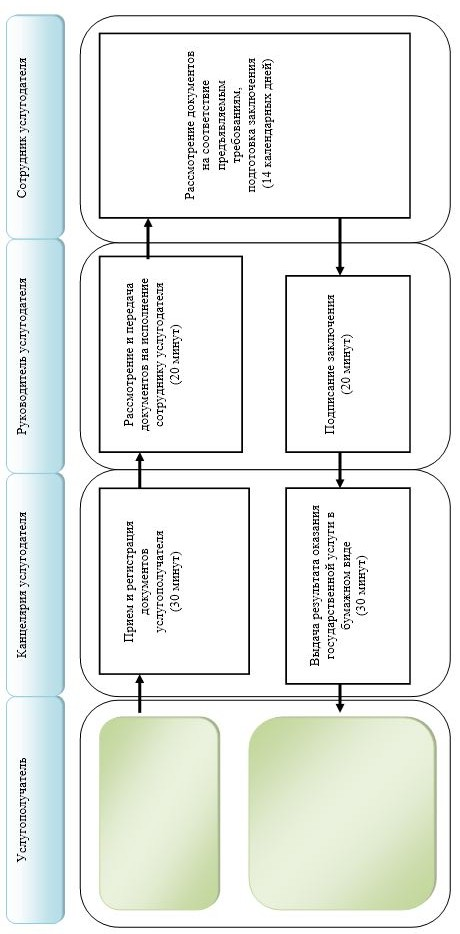 Услугополучатель
Канцелярия услугодателя
Руководитель услугодателя
Сотрудник услугодателя
Прием и регистрация
документов
услугополучателя
(30 минут)
Рассмотрение и передача
документов на исполнение
сотруднику услугодателя
(20 минут)
Рассмотрение документов
на соответствие
предъявляемым
требованиям,
подготовка заключения
(14 календарных дней)
Подписание заключения
(20 минут)
Выдача результата оказания
государственной услуги в
бумажном виде
(30 минут)